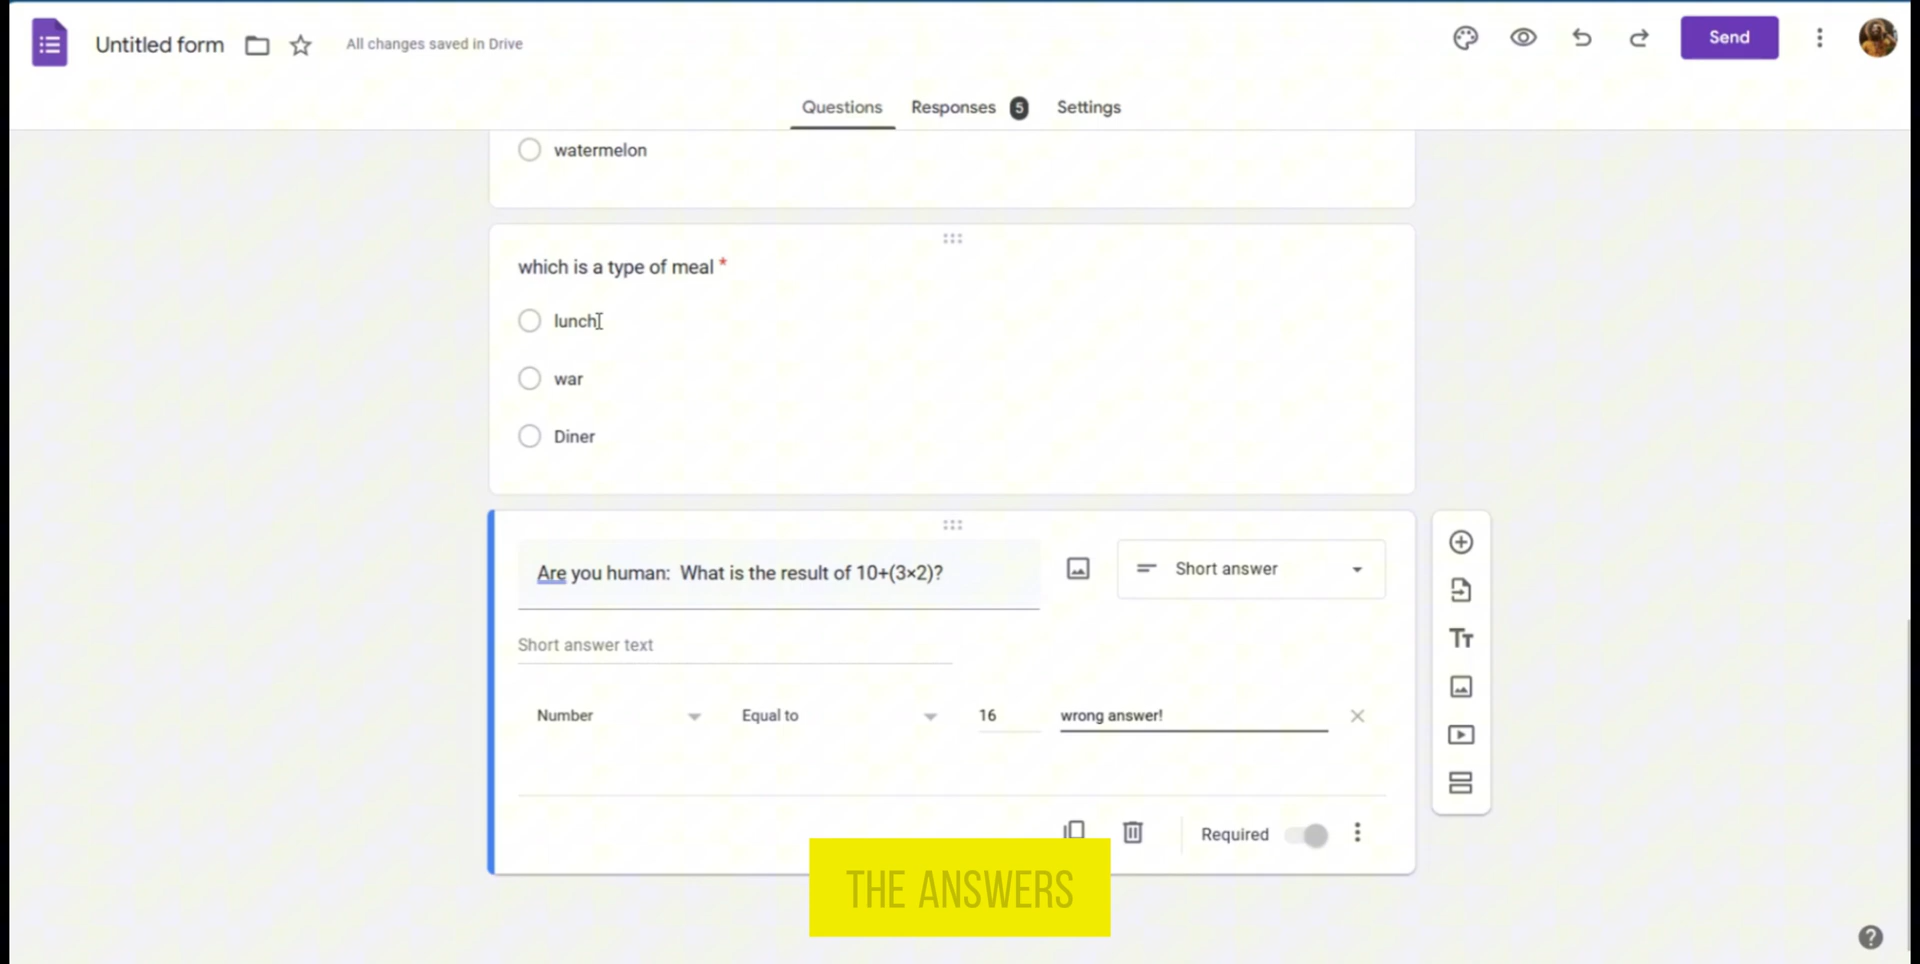 Untitled form
All changes saved in Drive
Send
Questions
Responses 5
Settings
watermelon
which is a type of meal *
lunch
war
Diner
Are you human:  What is the result of 10+(3×2)?
Short answer
Short answer text
Number
Equal to
16
wrong answer!
Required
THE ANSWERS